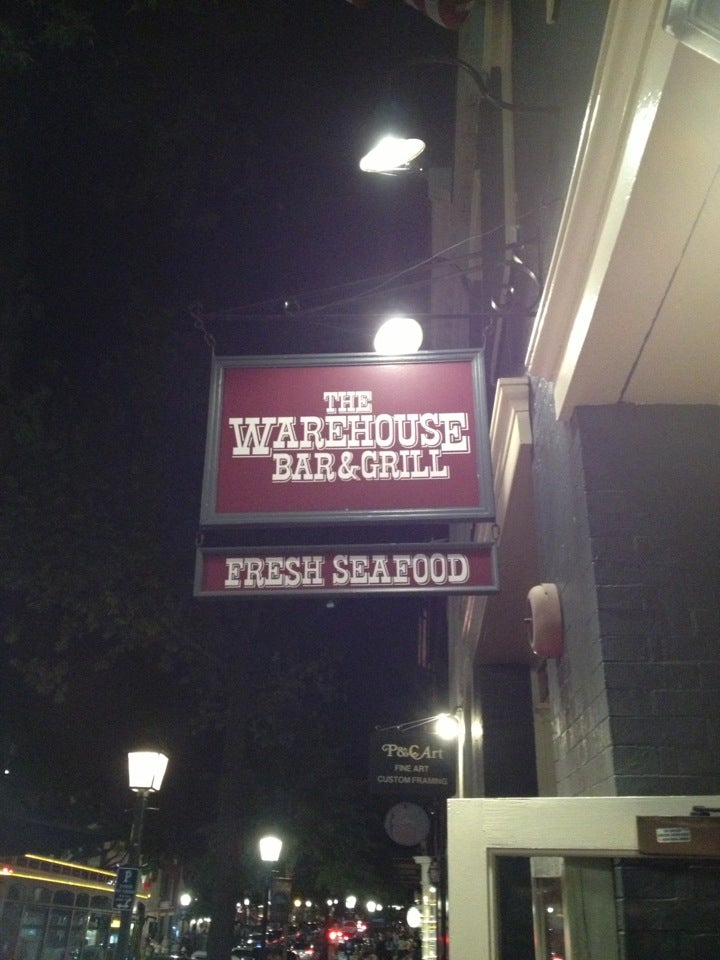 THE
WAREHOUSE
BAR & GRILL
FRESH SEAFOOD
P&C Art
FINE ART
CUSTOM FRAMING
P